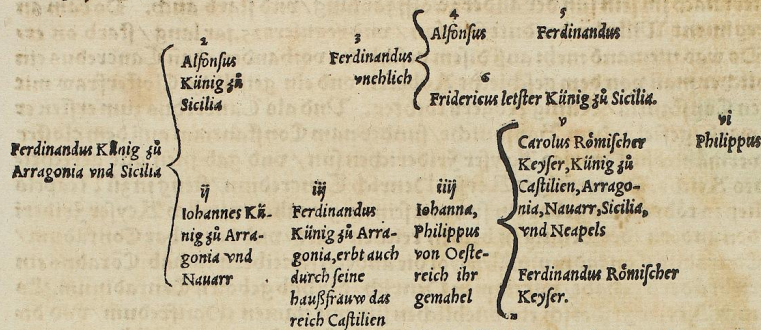 Ferdinandus Künig zů
Arragonia vnd Sicilia
2
Alfonsus
Künig zů
Sicilia
3
Ferdinandus
vnehlich
4
Alfonsus
5
Ferdinandus
6
Fridericus letster Künig zů Sicilia.
ij
Iohannes Kü-
nig zů Arra-
gonia vnd
Nauarr
iij
Ferdinandus
Künig zů Arra-
gonia, erbt auch
durch seine
haußfrauw das
reich Castilien
iiij
Iohanna,
Philippus
von Oeste-
reich ihr
gemahel
v
Carolus Rômischer
Keyser, Künig zů
Castilien, Arrago-
nia, Nauarr, Sicilia,
vnd Neapels
Ferdinandus Rômischer
Keyser.
vi
Philippus